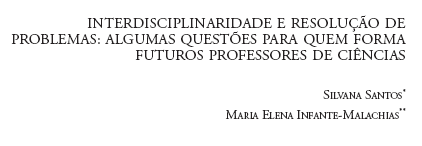 INTERDISCIPLINARIDADE E RESOLUÇÃO DE
PROBLEMAS: ALGUMAS QUESTÕES PARA QUEM FORMA
FUTUROS PROFESSORES DE CIÊNCIAS
SILVANA SANTOS*
MARIA ELENA INFANTE-MALACHIAS**